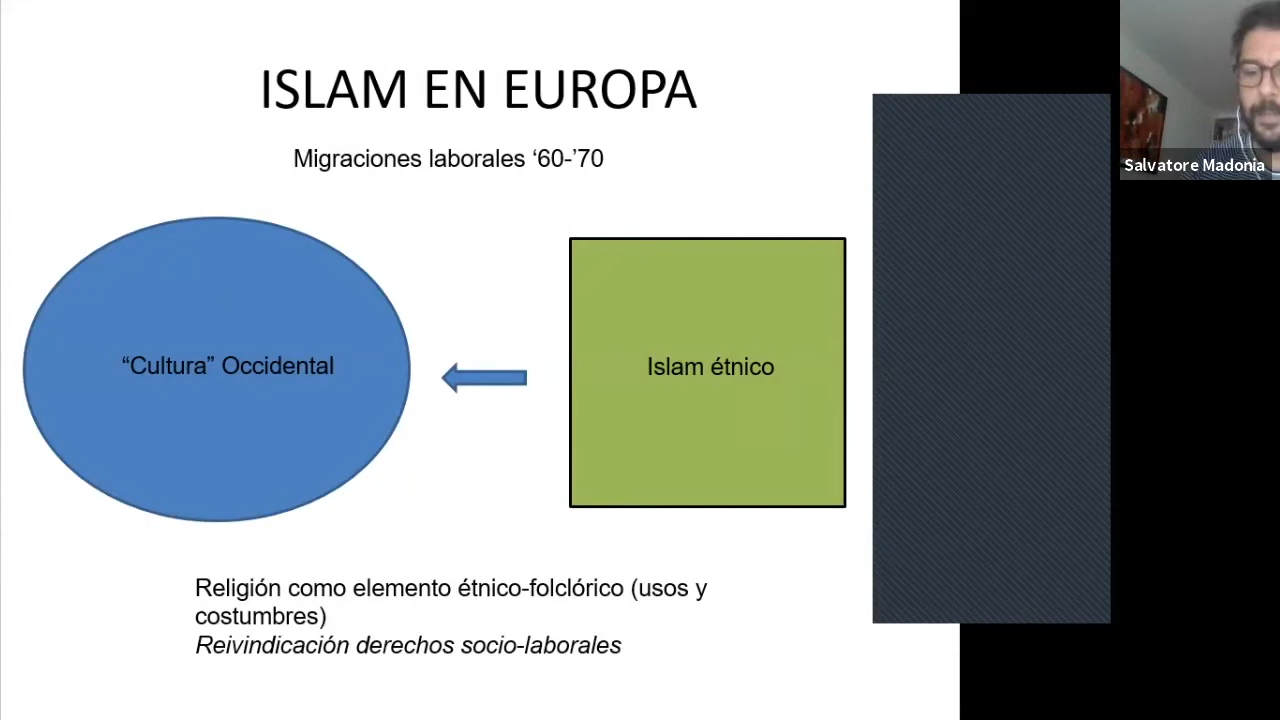 ISLAM EN EUROPA
Migraciones laborales ‘60-’70
“Cultura” Occidental
Islam étnico
Religión como elemento étnico-folclórico (usos y
costumbres)
Reivindicación derechos socio-laborales
Salvatore Madonia